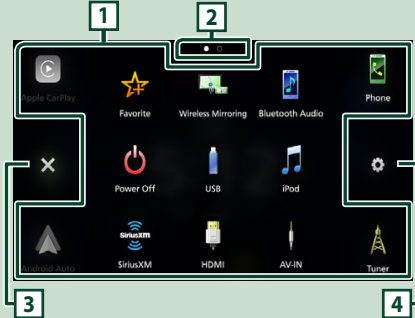 1
2
Apple CarPlay
Favorite
Wireless Mirroring
Bluetooth Audio
Phone
Power Off
USB
iPod
SiriusXM
Android Auto
SiriusXM
HDMI
AV-IN
Tuner
3
4